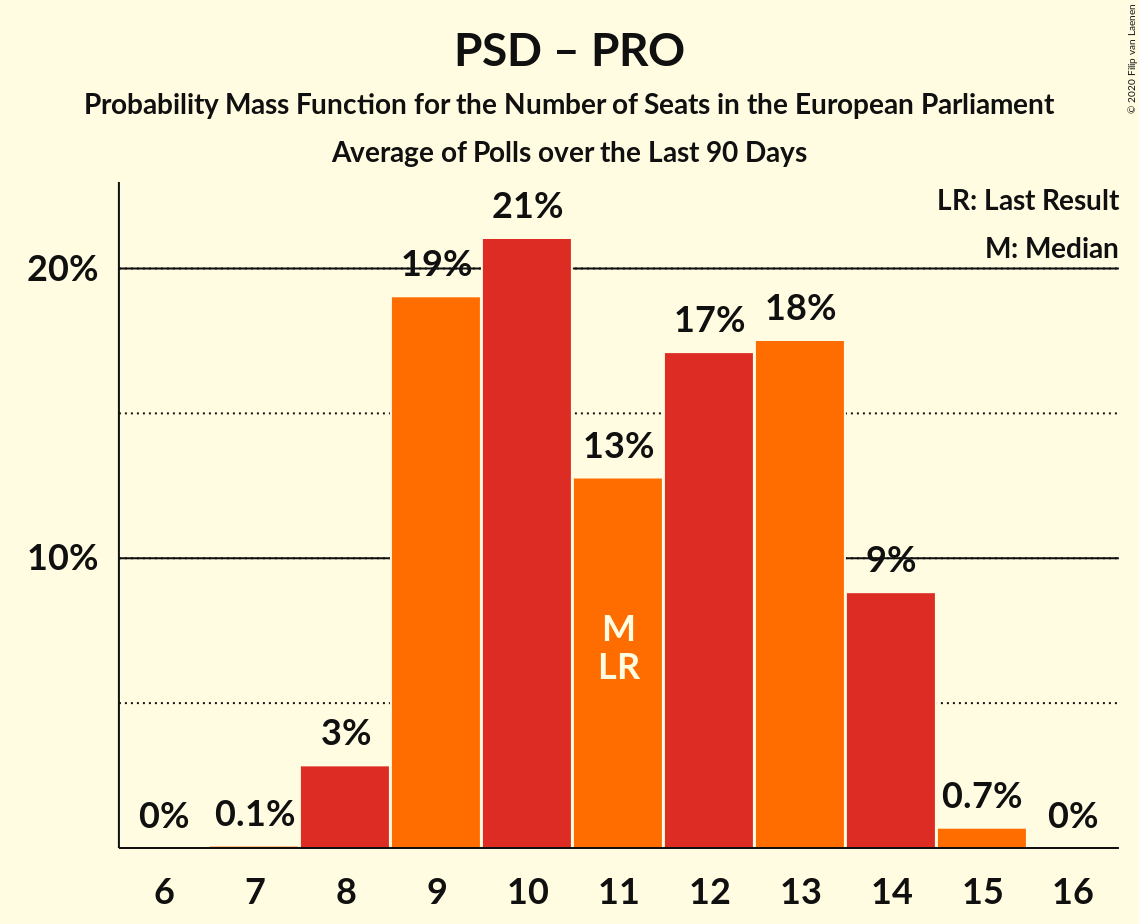 PSD – PRO
Probability Mass Function for the Number of Seats in the European Parliament
Average of Polls over the Last 90 Days
© 2020 Filip van Laenen
LR: Last Result
M: Median
20%
10%
0%
0.1%
3%
19%
21%
13%
17%
18%
9%
0.7%
0%
M
LR
6 7 8 9 10 11 12 13 14 15 16